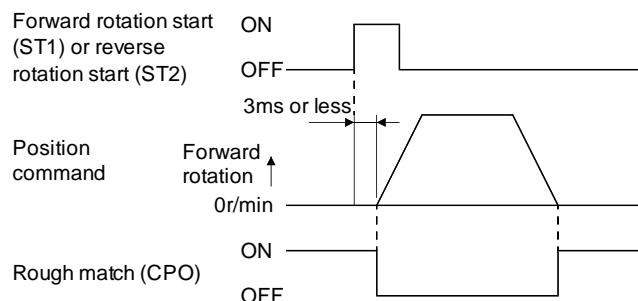 Forward rotation start
(ST1) or reverse
rotation start (ST2)
ON
OFF
3ms or less
Position
command
Forward
rotation
0r/min
Rough match (CPO)
ON
OFF